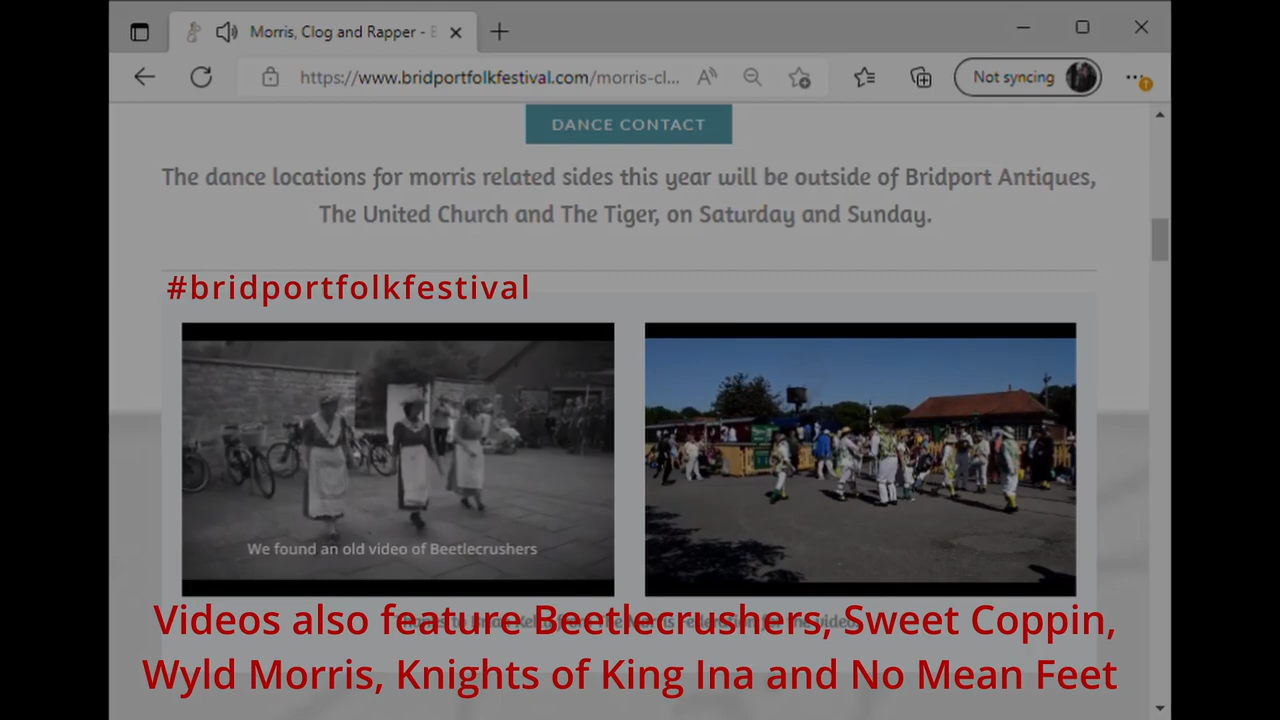 Morris, Clog and Rapper - B
https://www.bridportfolkfestival.com/morris-cl...
Not syncing
DANCE CONTACT
The dance locations for morris related sides this year will be outside of Bridport Antiques,
The United Church and The Tiger, on Saturday and Sunday.
#bridportfolkfestival
We found an old video of Beetlecrushers
Videos also feature Beetlecrushers, Sweet Coppin,
Wyld Morris, Knights of King Ina and No Mean Feet